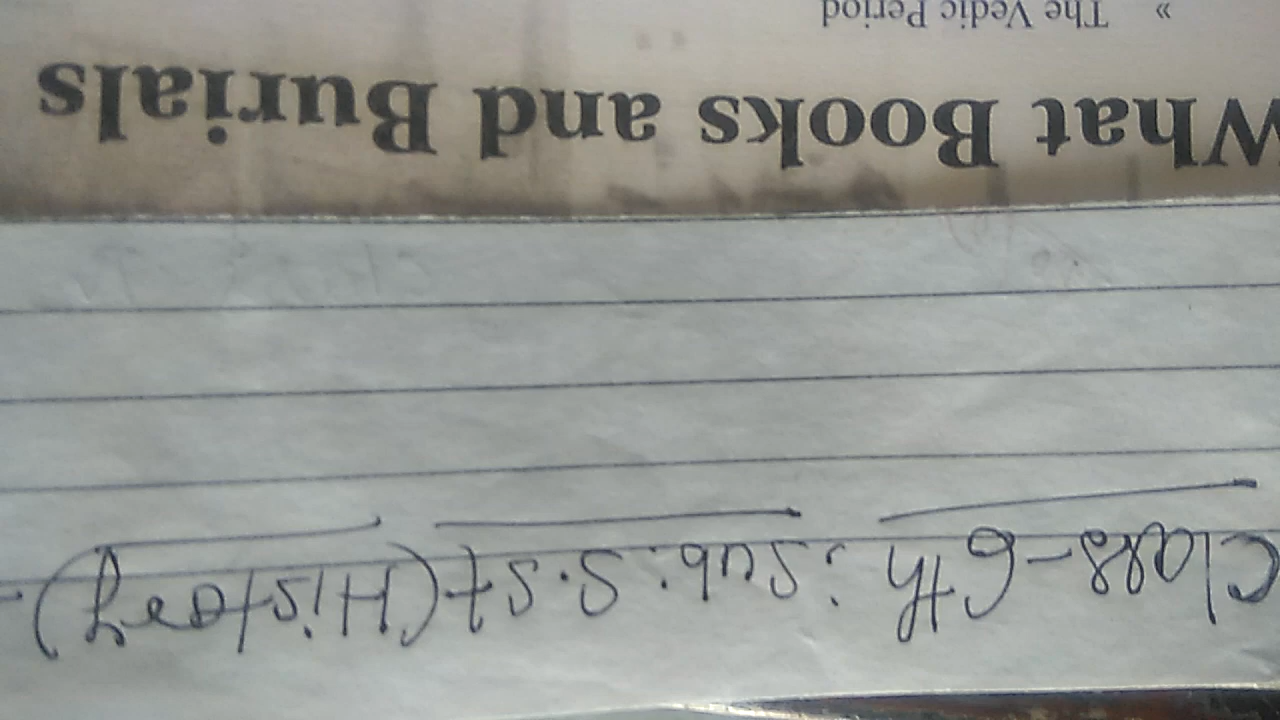 Class-6th : Sub: S.St (History)-
What Books and Burials
» The Vedic Period